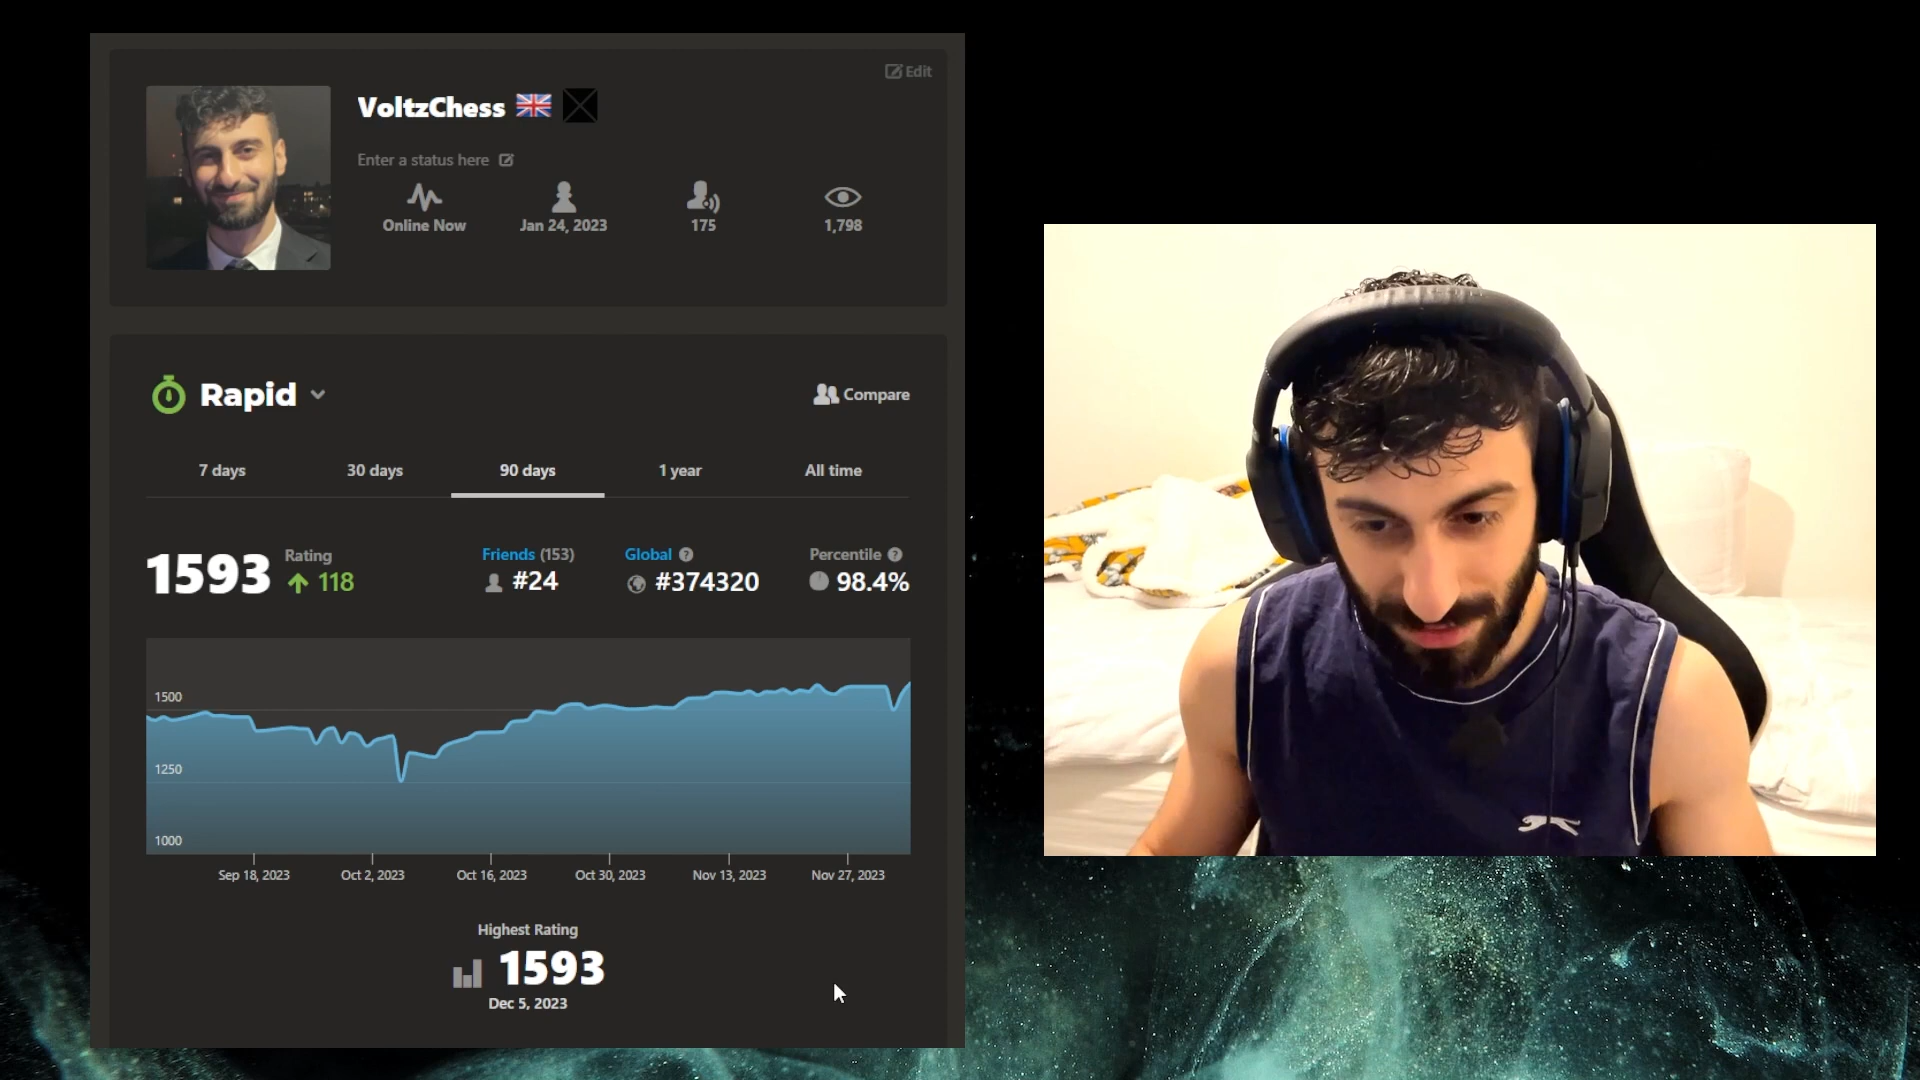 Edit
VoltzChess
Enter a status here
Online Now
Jan 24, 2023
175
1,798
Rapid
Compare
7 days
30 days
90 days
1 year
All time
1593
Rating
118
Friends (153)
#24
Global
#374320
Percentile
98.4%
1500
1250
1000
Sep 18, 2023
Oct 2, 2023
Oct 16, 2023
Oct 30, 2023
Nov 13, 2023
Nov 27, 2023
Highest Rating
1593
Dec 5, 2023